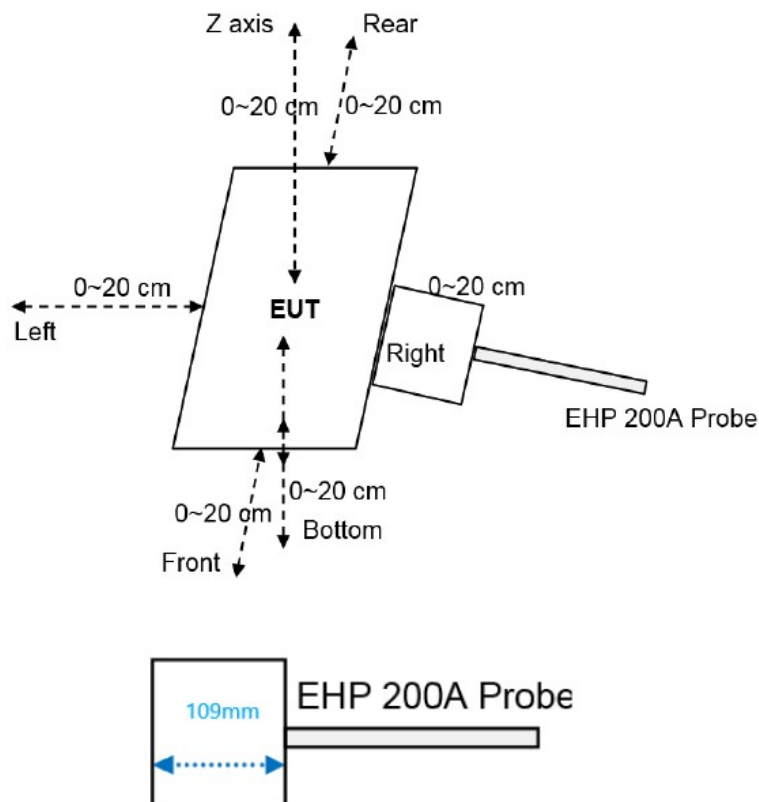 Z axis
Rear
0~20 cm
0~20 cm
0~20 cm
0~20 cm
EUT
Left
Right
EHP 200A Probe
0~20 cm
0~20 cm
Bottom
Front
EHP 200A Probe
109mm